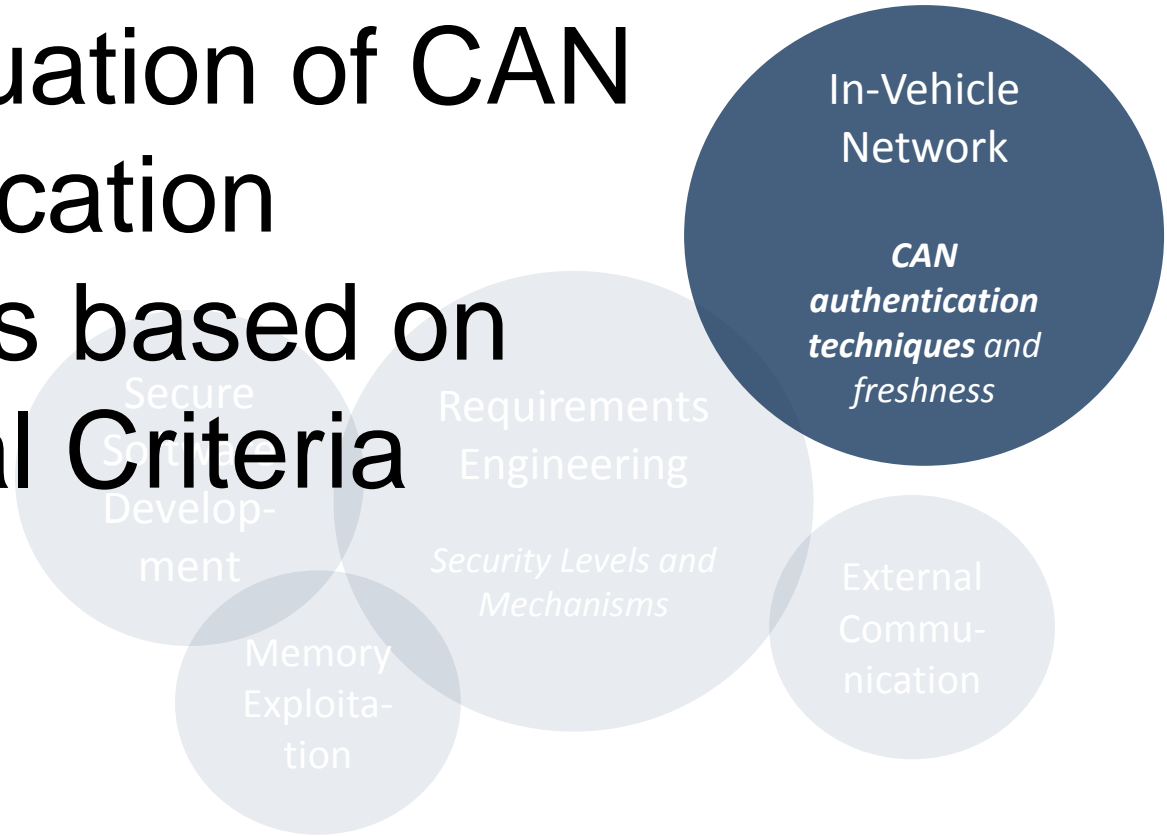 uation of CAN
cation
s based on
al Criteria
In-Vehicle
Network
CAN
authentication
techniques and
freshness
Secure
Software
Develop-
ment
Requirements
Engineering
Security Levels and
Mechanisms
Memory
Exploita-
tion
External
Commu-
nication